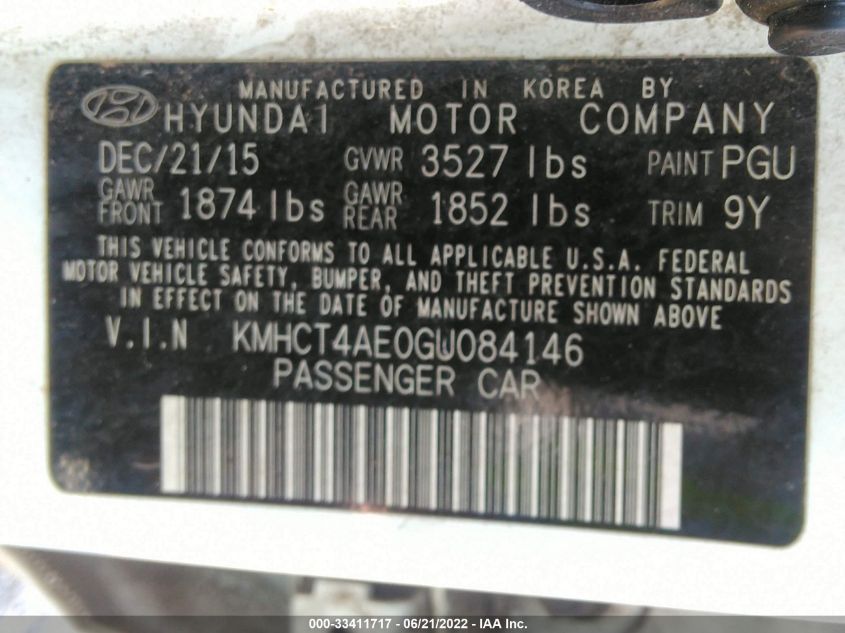 MANUFACTURED IN KOREA BY
HYUNDAI MOTOR COMPANY
DEC/21/15 GVWR 3527 lbs PAINT PGU
GAWR FRONT 1874 lbs GAWR REAR 1852 lbs TRIM 9Y
THIS VEHICLE CONFORMS TO ALL APPLICABLE U.S.A. FEDERAL
MOTOR VEHICLE SAFETY, BUMPER, AND THEFT PREVENTION STANDARDS
IN EFFECT ON THE DATE OF MANUFACTURE SHOWN ABOVE
V.I.N KMHCT4AE0GU084146
PASSENGER CAR
000-33411717 - 06/21/2022 - IAAI.com